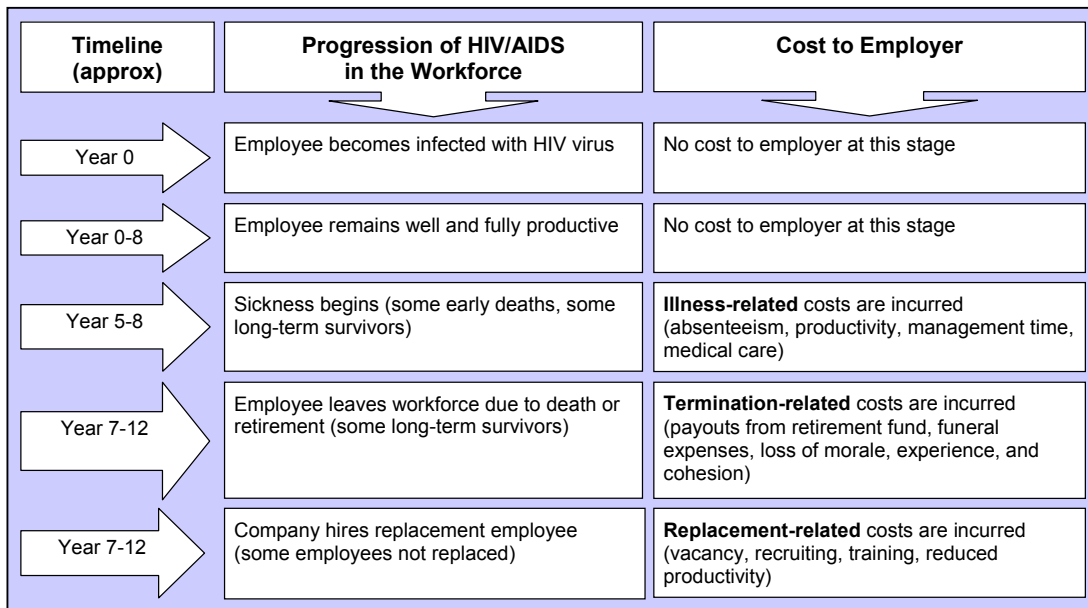 Timeline
(approx)
Progression of HIV/AIDS
in the Workforce
Cost to Employer
Year 0
Employee becomes infected with HIV virus
No cost to employer at this stage
Year 0-8
Employee remains well and fully productive
No cost to employer at this stage
Year 5-8
Sickness begins (some early deaths, some
long-term survivors)
Illness-related costs are incurred
(absenteeism, productivity, management time,
medical care)
Year 7-12
Employee leaves workforce due to death or
retirement (some long-term survivors)
Termination-related costs are incurred
(payouts from retirement fund, funeral
expenses, loss of morale, experience, and
cohesion)
Year 7-12
Company hires replacement employee
(some employees not replaced)
Replacement-related costs are incurred
(vacancy, recruiting, training, reduced
productivity)